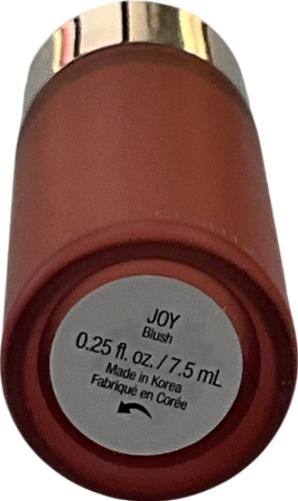 JOY
Blush
0.25 fl. oz. / 7.5 mL
Made in Korea
Fabriqué en Corée